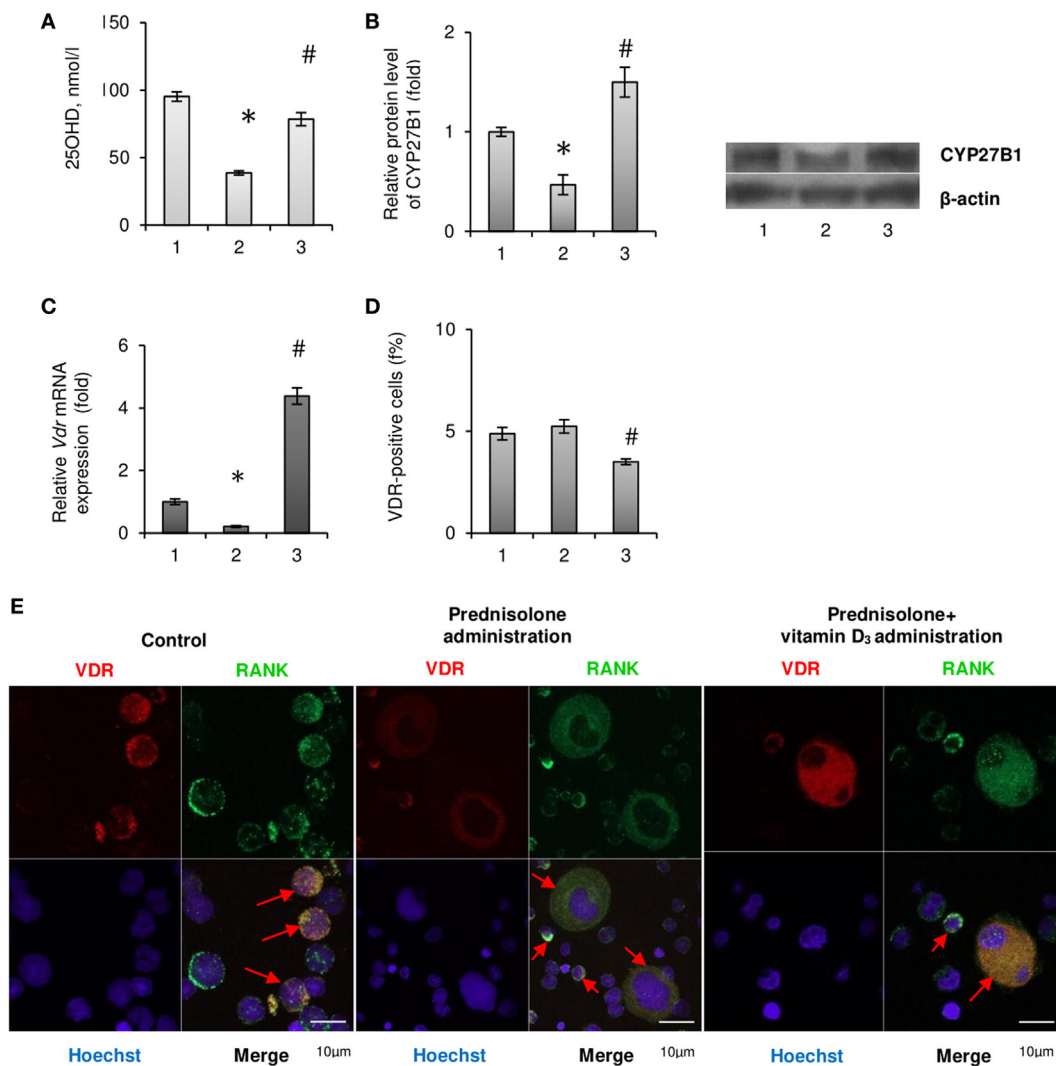 A
25OHD, nmol/l
150
100
50
0
*
#
1 2 3
B
Relative protein level
of CYP27B1 (fold)
2
1
0
*
#
1 2 3
CYP27B1
β-actin
1 2 3
C
Relative Vdr mRNA
expression (fold)
6
4
2
0
*
#
1 2 3
D
VDR-positive cells (f%)
10
5
0
#
1 2 3
E
Control
VDR RANK
Hoechst Merge 10µm
Prednisolone
administration
VDR RANK
Hoechst Merge 10µm
Prednisolone+
vitamin D₃ administration
VDR RANK
Hoechst Merge 10µm